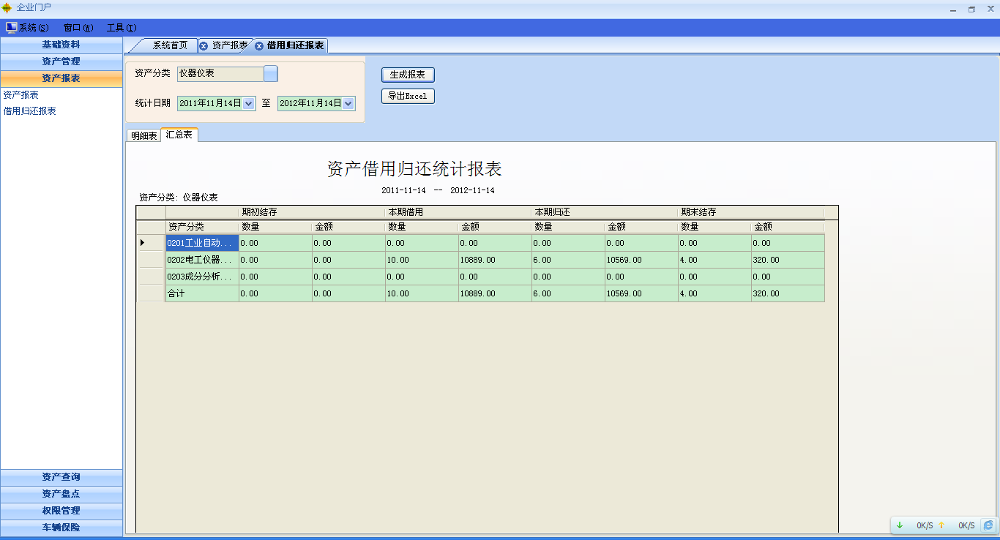 企业门户
系统(S) 窗口(W) 工具(T)
基础资料
资产管理
资产报表
资产报表
借用归还报表
资产查询
资产盘点
权限管理
车辆保险
系统首页 资产报表 借用归还报表
资产分类 仪器仪表
生成报表
导出Excel
统计日期 2011年11月14日 至 2012年11月14日
明细表 汇总表
资产借用归还统计报表
2011-11-14 -- 2012-11-14
资产分类: 仪器仪表
期初结存 本期借用 本期归还 期末结存
资产分类 数量 金额 数量 金额 数量 金额 数量 金额
0201工业自动... 0.00 0.00 0.00 0.00 0.00 0.00 0.00 0.00
0202电工仪器... 0.00 0.00 10.00 10889.00 6.00 10569.00 4.00 320.00
0203成分分析... 0.00 0.00 0.00 0.00 0.00 0.00 0.00 0.00
合计 0.00 0.00 10.00 10889.00 6.00 10569.00 4.00 320.00
0K/S 0K/S